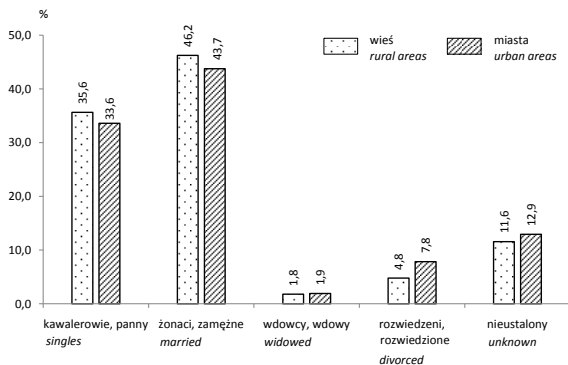 %
50,0
40,0
30,0
20,0
10,0
0,0
wieś
rural areas
miasta
urban areas
35,6
33,6
46,2
43,7
1,8
1,9
4,8
7,8
11,6
12,9
kawalerowie, panny
singles
żonaci, zamężne
married
wdowcy, wdowy
widowed
rozwiedzeni,
rozwiedzione
divorced
nieustalony
unknown